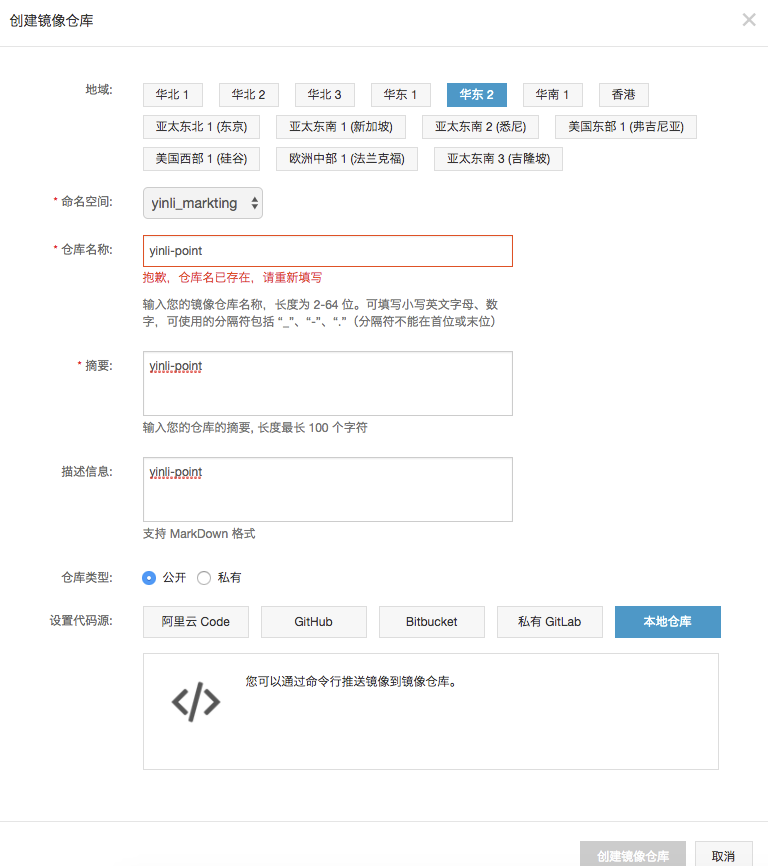 创建镜像仓库
地域: 华北 1 华北 2 华北 3 华东 1 华东 2 华南 1 香港
亚太东北 1 (东京) 亚太东南 1 (新加坡) 亚太东南 2 (悉尼) 美国东部 1 (弗吉尼亚)
美国西部 1 (硅谷) 欧洲中部 1 (法兰克福) 亚太东南 3 (吉隆坡)
* 命名空间: yinli_markting
* 仓库名称: yinli-point
抱歉，仓库名已存在，请重新填写
输入您的镜像仓库名称，长度为 2-64 位。可填写小写英文字母、数
字，可使用的分隔符包括 “_”、“-”、“.”（分隔符不能在首位或末位）
* 摘要: yinli-point
输入您的仓库的摘要, 长度最长 100 个字符
描述信息: yinli-point
支持 MarkDown 格式
仓库类型: 公开 私有
设置代码源: 阿里云 Code GitHub Bitbucket 私有 GitLab 本地仓库
</> 您可以通过命令行推送镜像到镜像仓库。
创建镜像仓库 取消